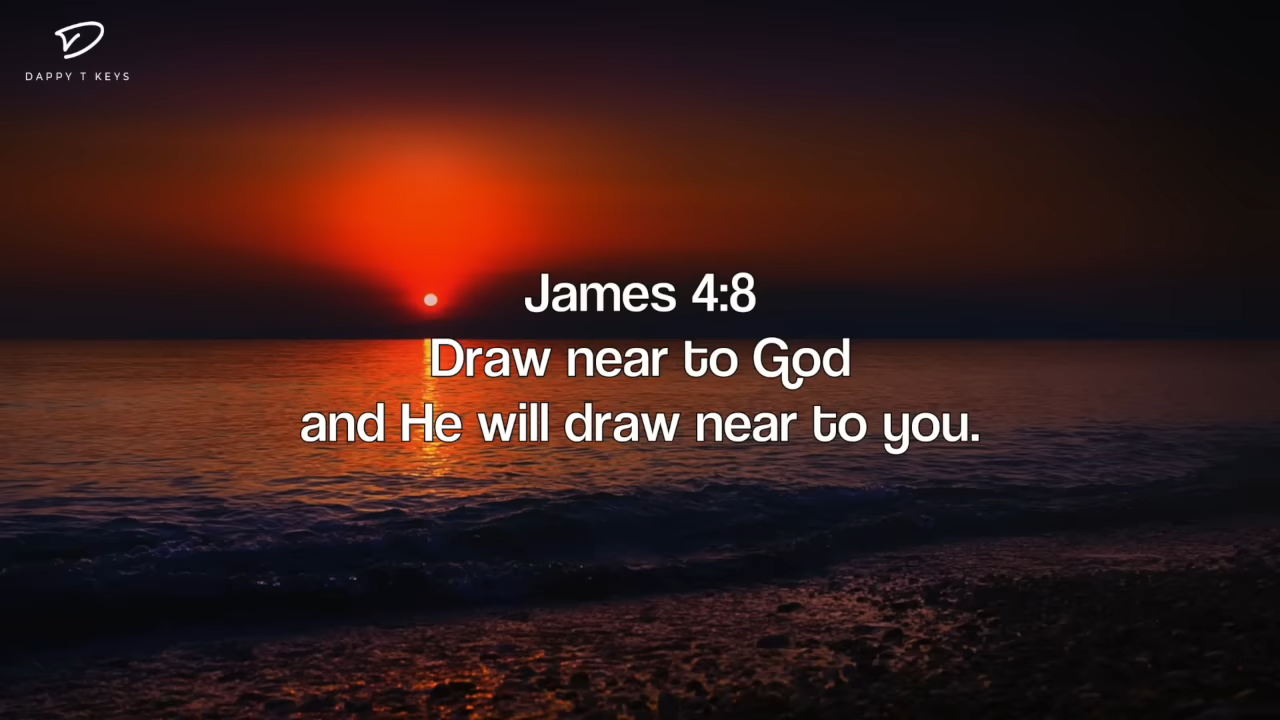 DAPPY T KEYS
James 4:8
Draw near to God
and He will draw near to you.